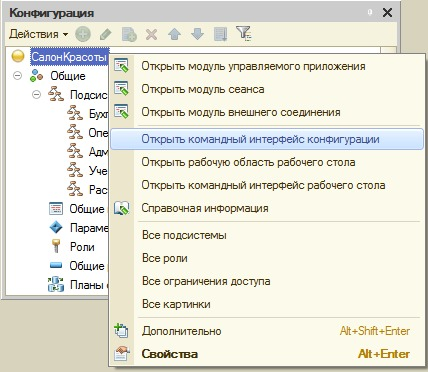 Конфигурация
Действия
СалонКрасоты
Общие
Подсис
Бух
Опе
Адм
Уче
Рас
Общие
Параме
Роли
Общие
Планы
Открыть модуль управляемого приложения
Открыть модуль сеанса
Открыть модуль внешнего соединения
Открыть командный интерфейс конфигурации
Открыть рабочую область рабочего стола
Открыть командный интерфейс рабочего стола
Справочная информация
Все подсистемы
Все роли
Все ограничения доступа
Все картинки
Дополнительно Alt+Shift+Enter
Свойства Alt+Enter